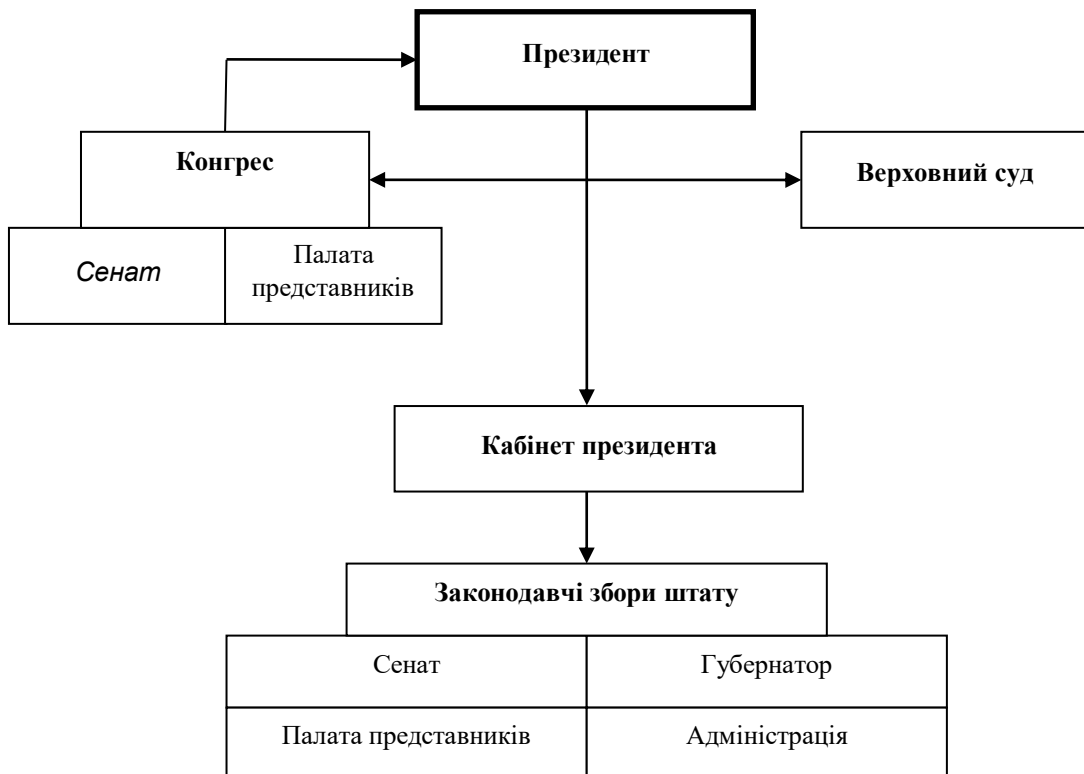 Президент
Конгрес
Верховний суд
Сенат
Палата
представників
Кабінет президента
Законодавчі збори штату
Сенат
Губернатор
Палата представників
Адміністрація